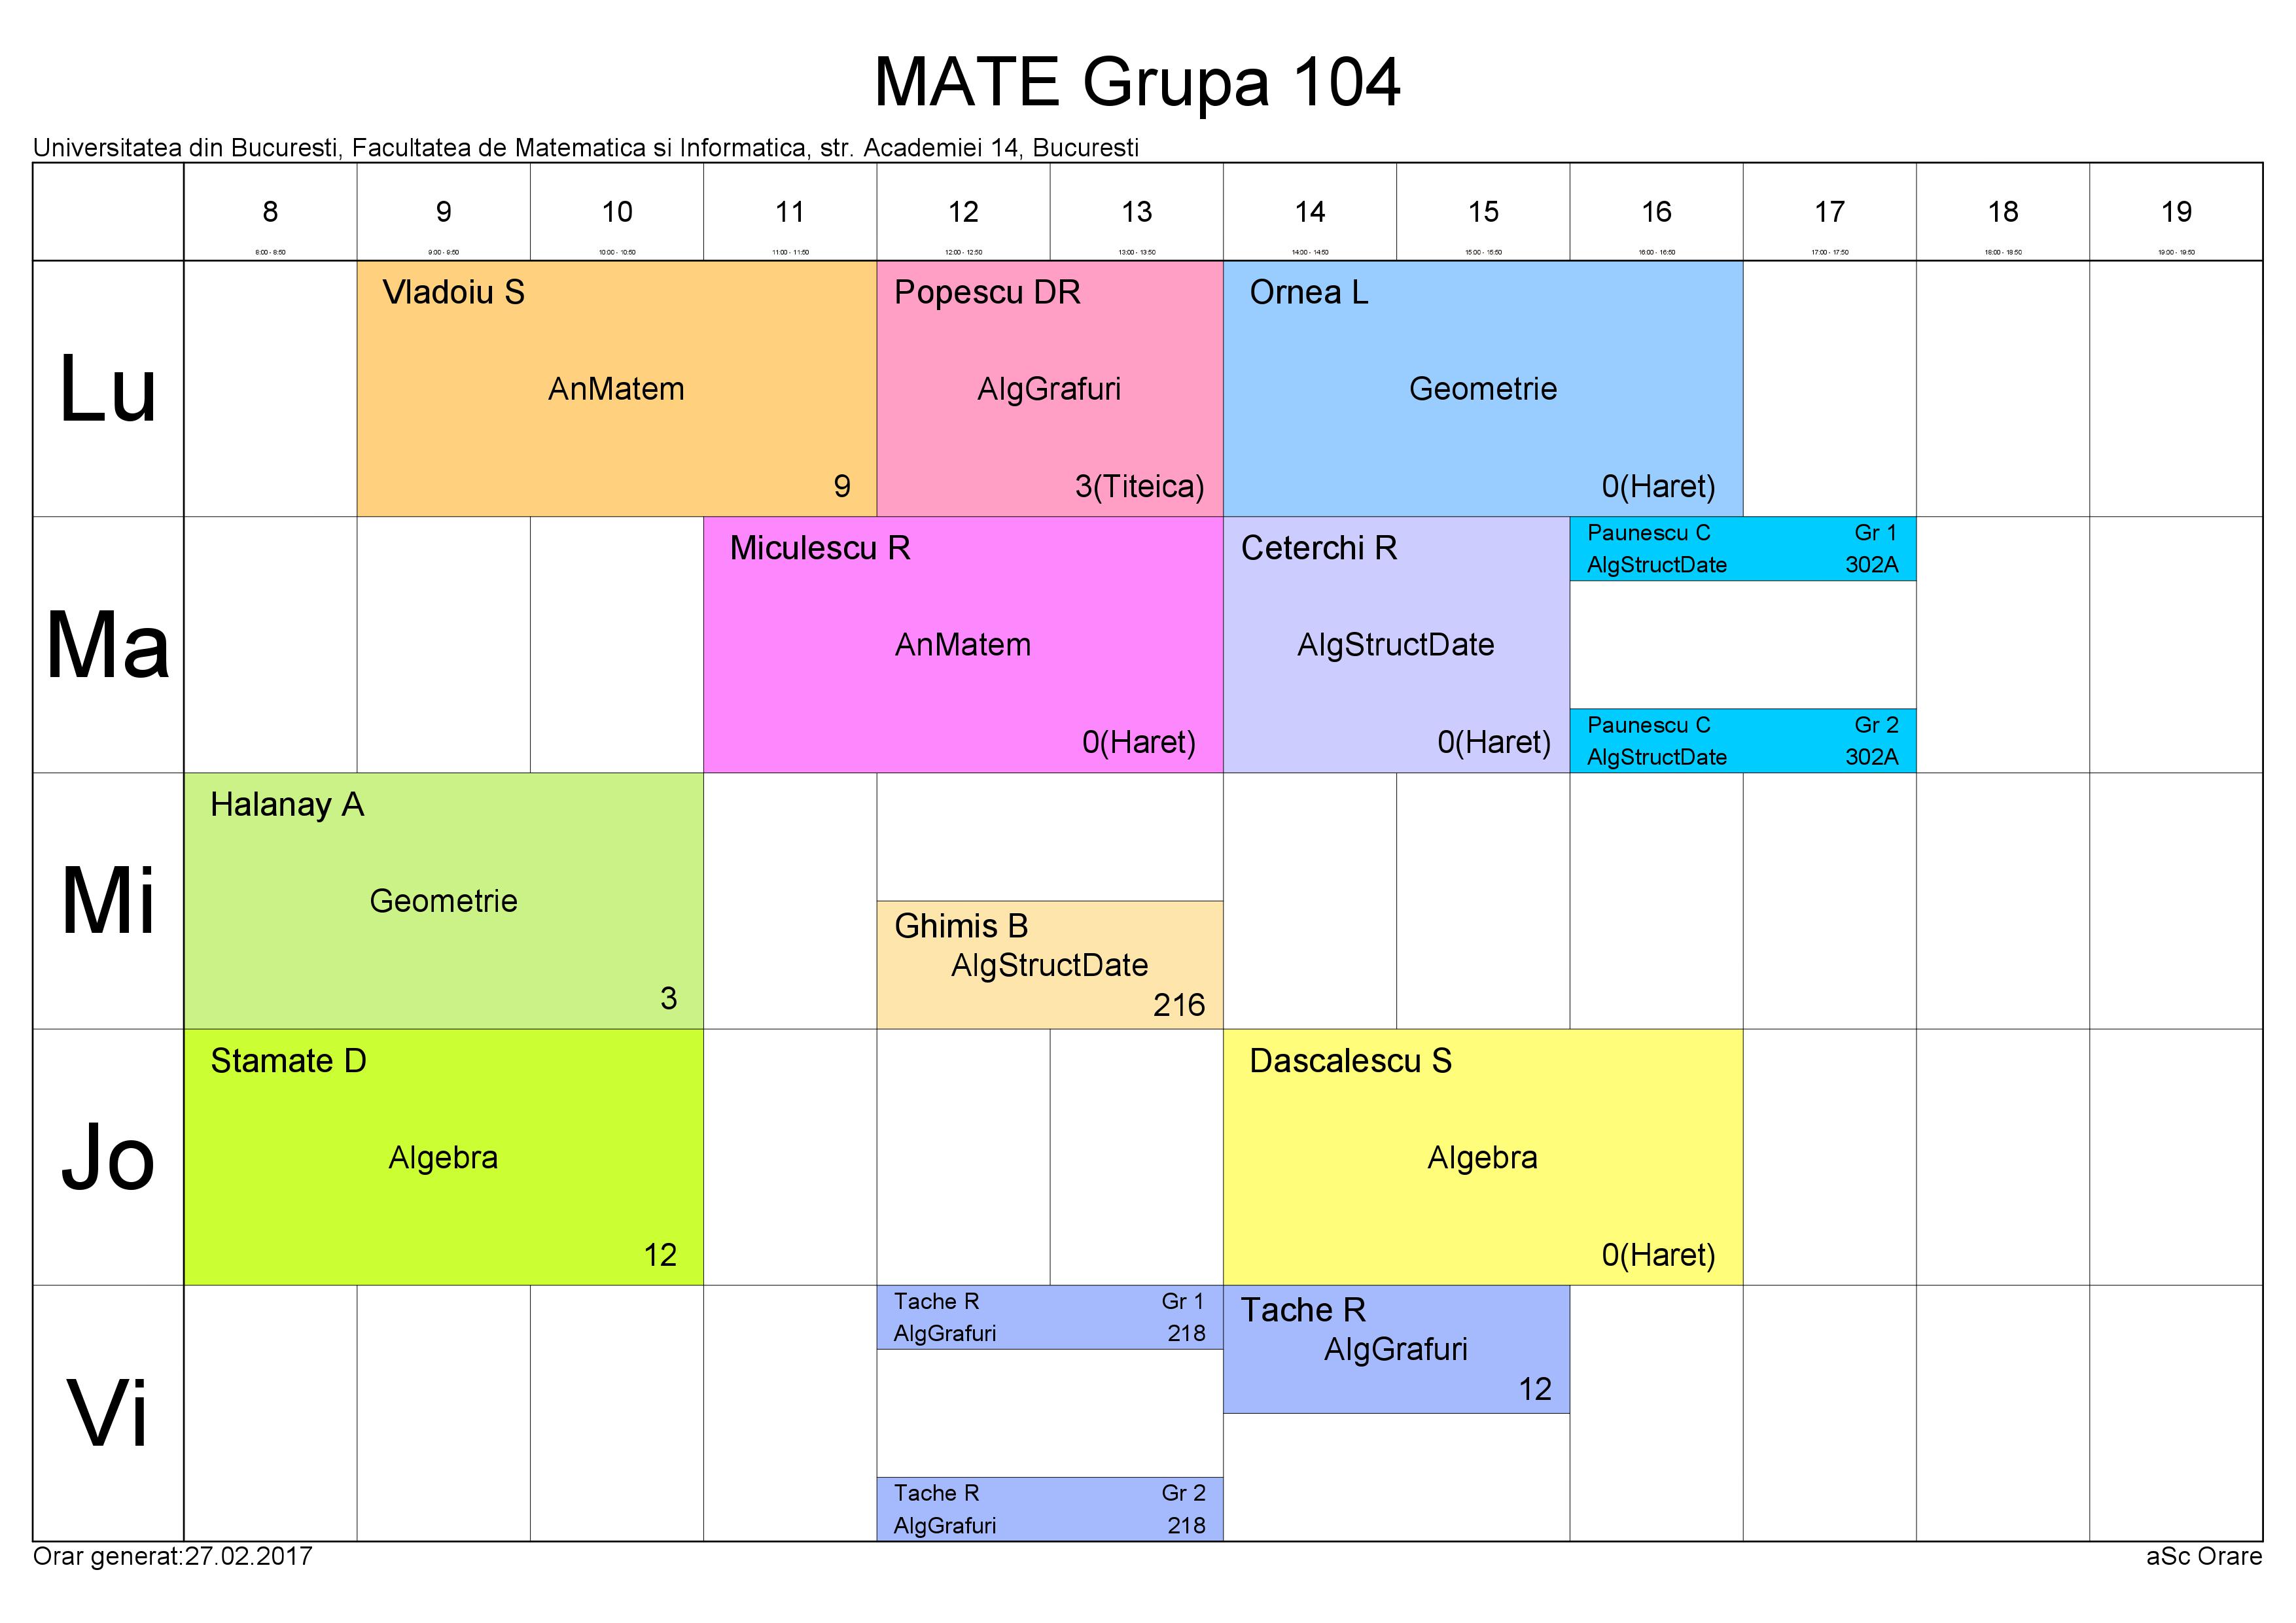 MATE Grupa 104
Universitatea din Bucuresti, Facultatea de Matematica si Informatica, str. Academiei 14, Bucuresti
8 9 10 11 12 13 14 15 16 17 18 19
8:00 - 8:50 9:00 - 9:50 10:00 - 10:50 11:00 - 11:50 12:00 - 12:50 13:00 - 13:50 14:00 - 14:50 15:00 - 15:50 16:00 - 16:50 17:00 - 17:50 18:00 - 18:50 19:00 - 19:50
Lu
Vladoiu S
AnMatem
9
Popescu DR
AlgGrafuri
3(Titeica)
Ornea L
Geometrie
0(Haret)
Ma
Miculescu R
AnMatem
0(Haret)
Ceterchi R
AlgStructDate
0(Haret)
Paunescu C Gr 1
AlgStructDate 302A
Paunescu C Gr 2
AlgStructDate 302A
Mi
Halanay A
Geometrie
3
Ghimis B
AlgStructDate
216
Jo
Stamate D
Algebra
12
Dascalescu S
Algebra
0(Haret)
Vi
Tache R Gr 1
AlgGrafuri 218
Tache R Gr 2
AlgGrafuri 218
Tache R
AlgGrafuri
12
Orar generat:27.02.2017
aSc Orare